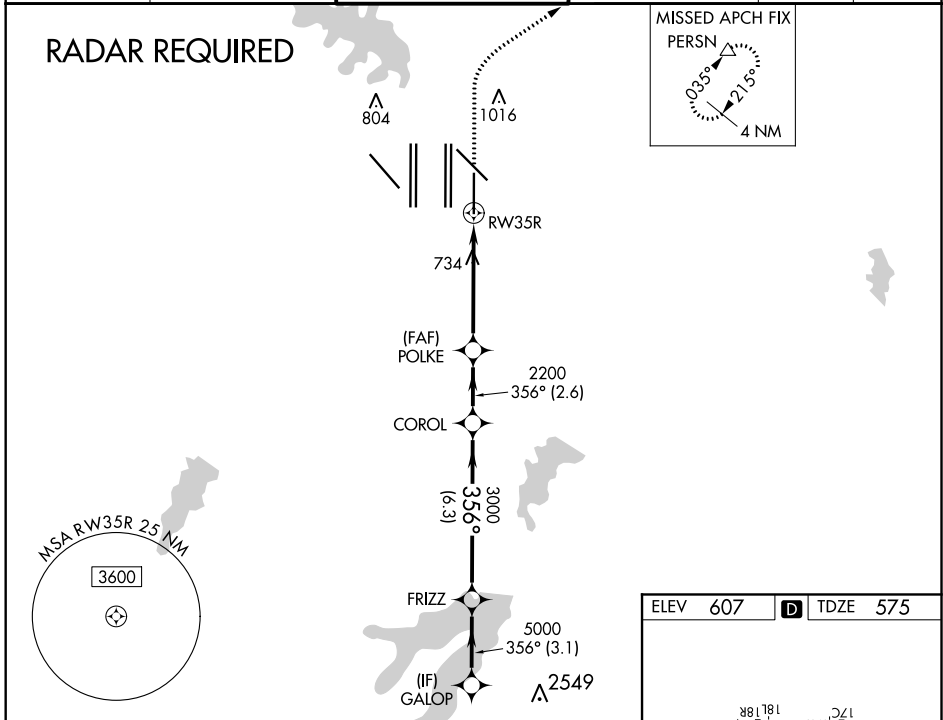 RADAR REQUIRED
MISSED APCH FIX
PERSN
035°
215°
4 NM
804
1016
RW35R
734
(FAF)
POLKE
2200
356° (2.6)
COROL
3000
356°
(6.3)
MSA RW35R 25 NM
3600
FRIZZ
5000
356° (3.1)
(IF)
GALOP
2549
ELEV 607 D TDZE 575
18R
18L
17C